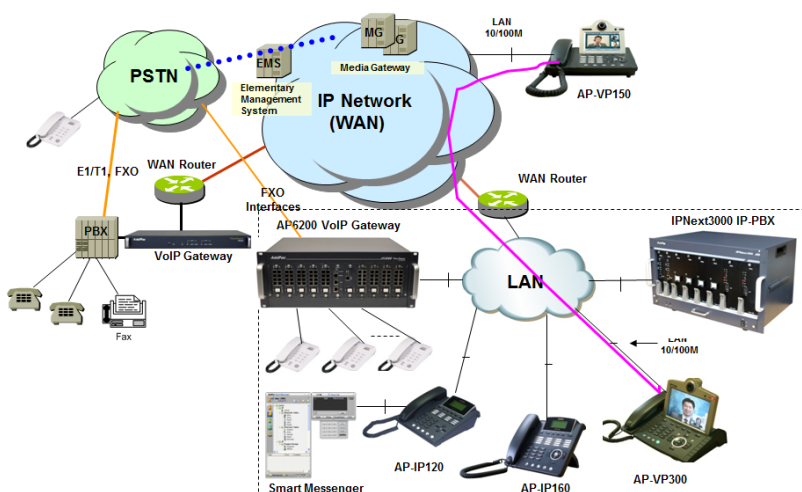 LAN
10/100M
MG
G
EMS
Media Gateway
PSTN
AP-VP150
Elementary
Management
System
IP Network
(WAN)
WAN Router
E1/T1, FXO
WAN Router
FXO
Interfaces
PBX
AP6200 VoIP Gateway
IPNext3000 IP-PBX
VoIP Gateway
LAN
Fax
LAN
10/100M
AP-IP120
Smart Messenger
AP-IP160
AP-VP300